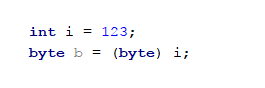 int i = 123;
byte b = (byte) i;